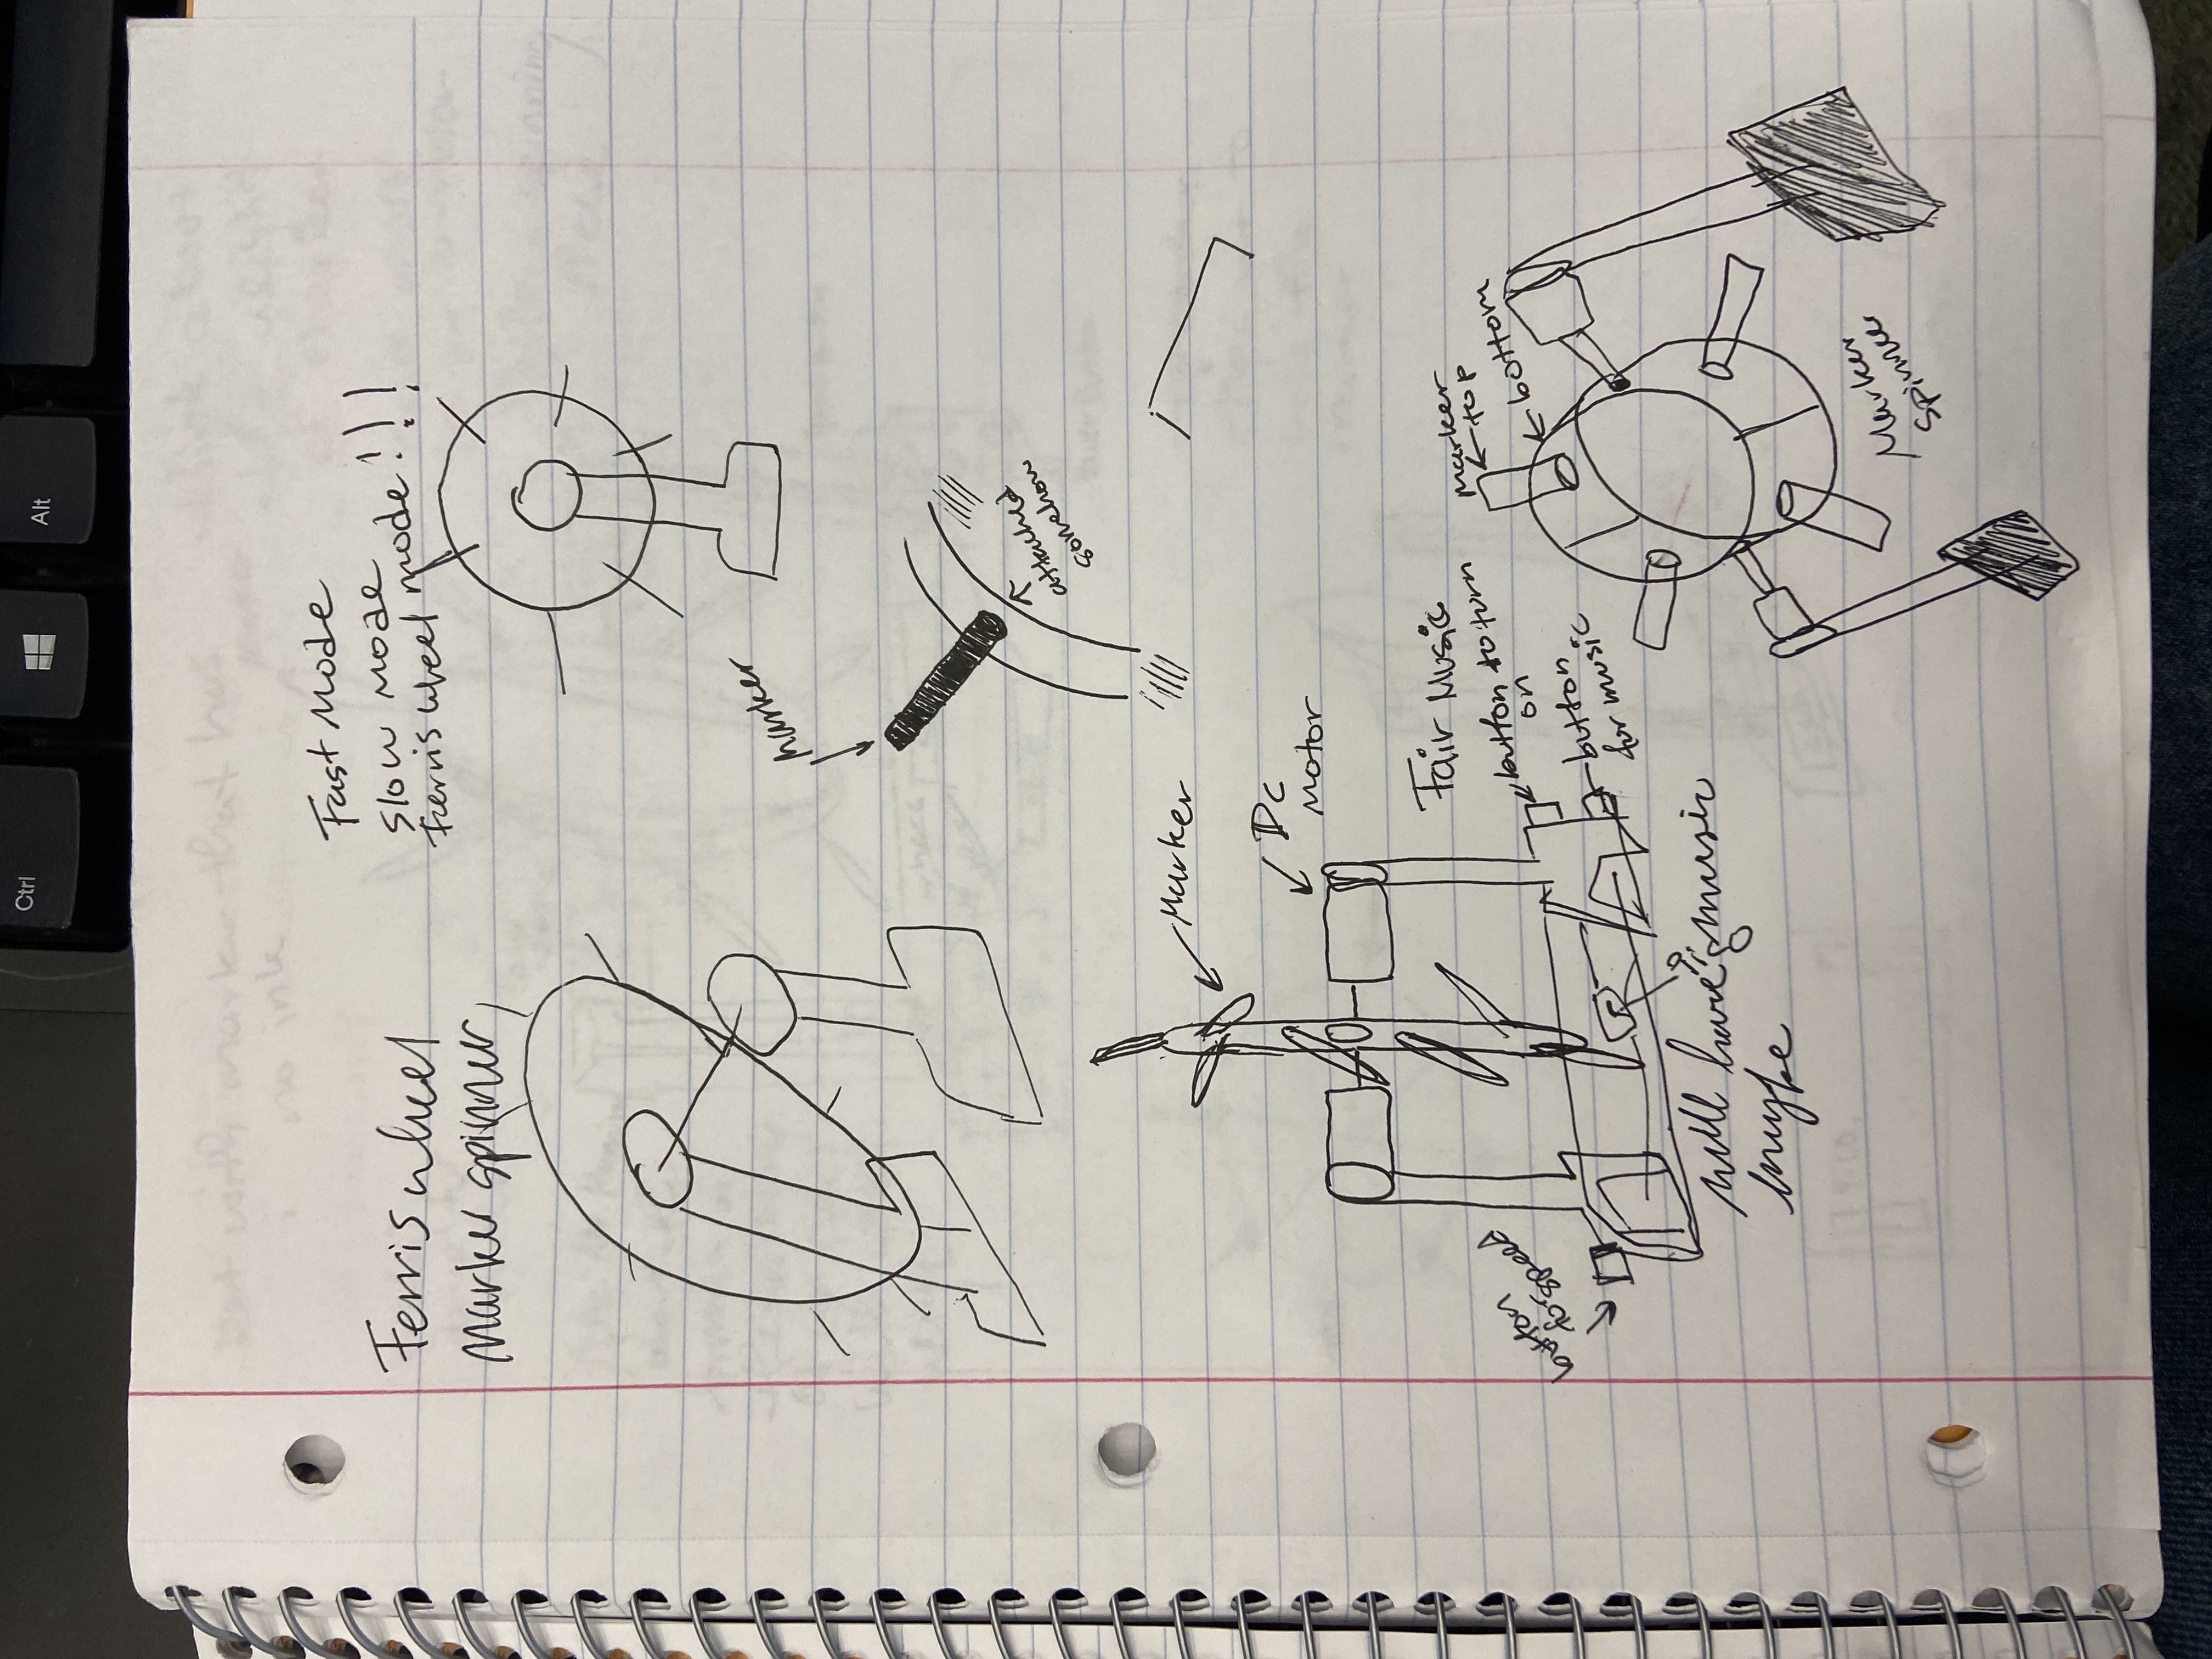 Ctrl
Alt
Fast Mode
slow mode
Ferris wheel mode!!!
Ferris wheel
Marker spinner
Marker
attached
somehow
Marker
DC
Motor
Fair Music
button to turn
on
button
for music
button
for speed
will have music
maybe
marker
top
bottom
Marker
Spinner